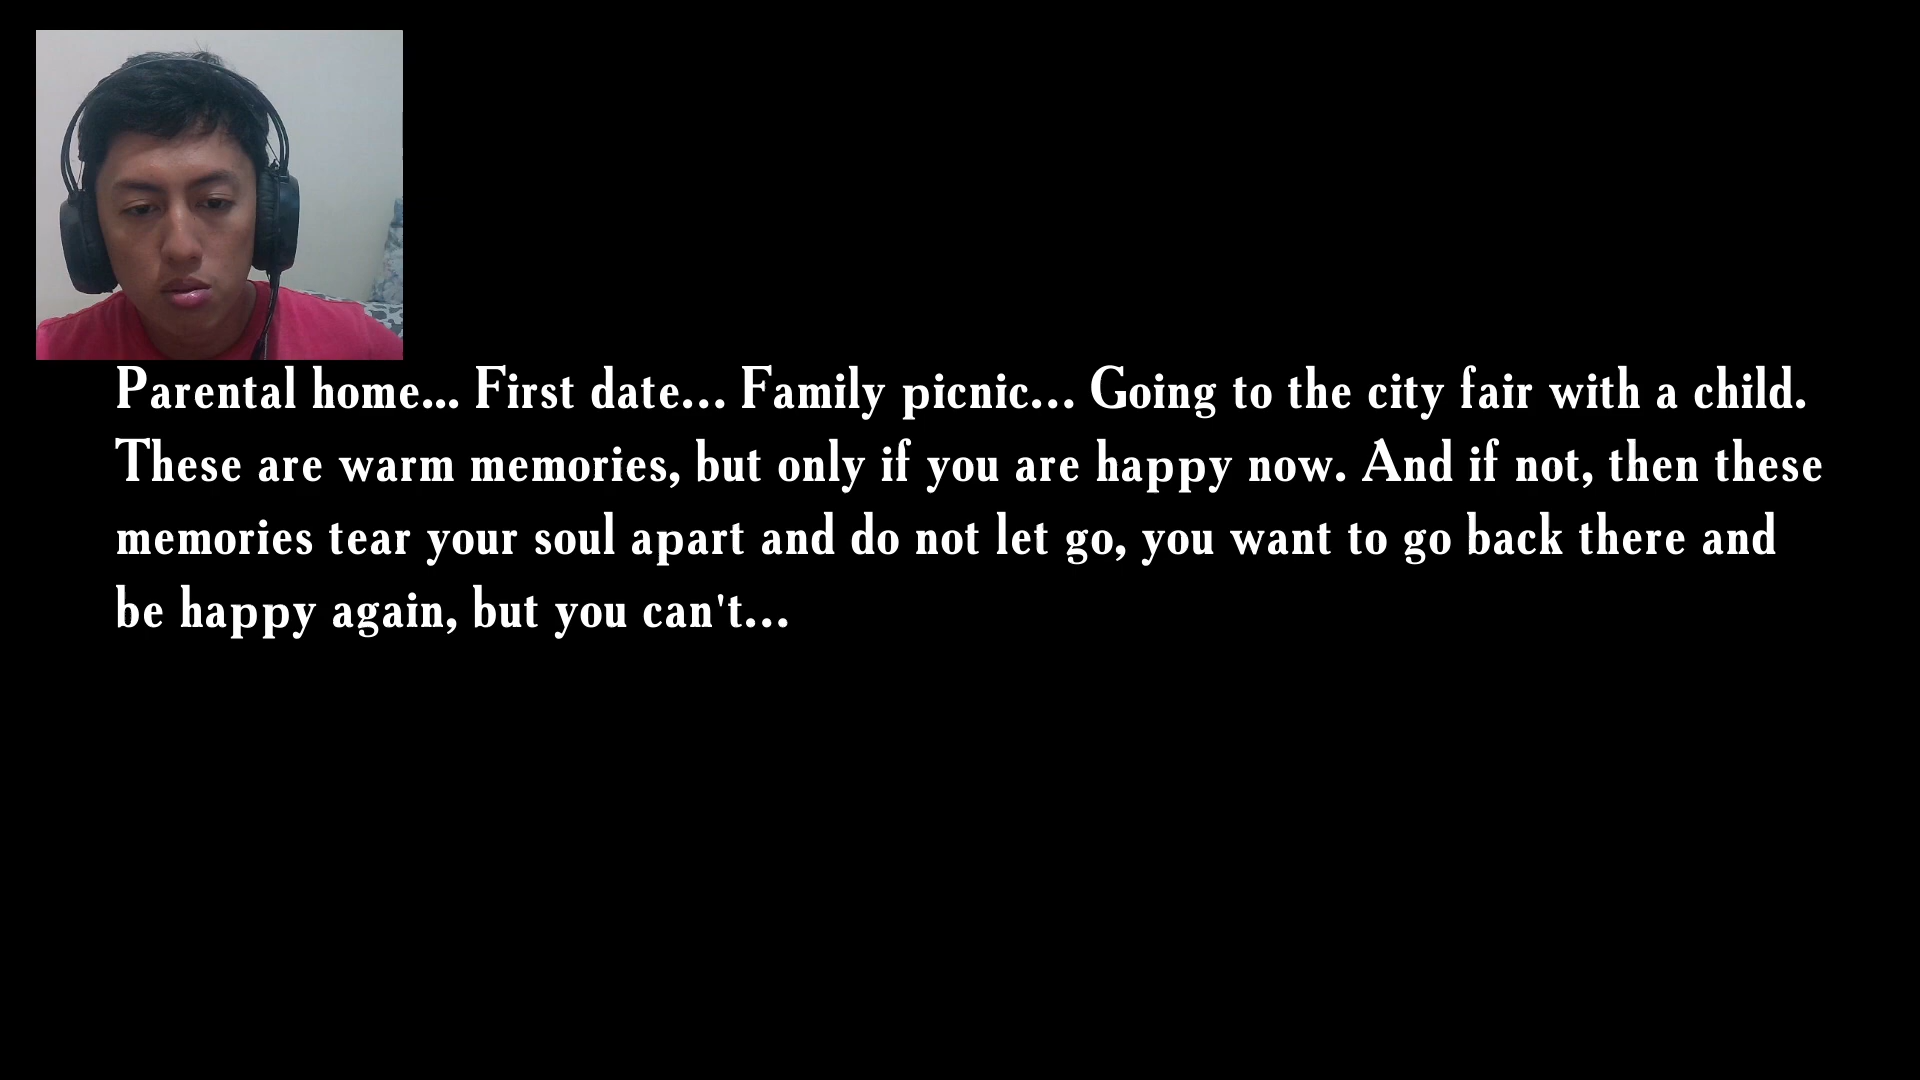 Parental home... First date... Family picnic... Going to the city fair with a child.
These are warm memories, but only if you are happy now. And if not, then these
memories tear your soul apart and do not let go, you want to go back there and
be happy again, but you can't...